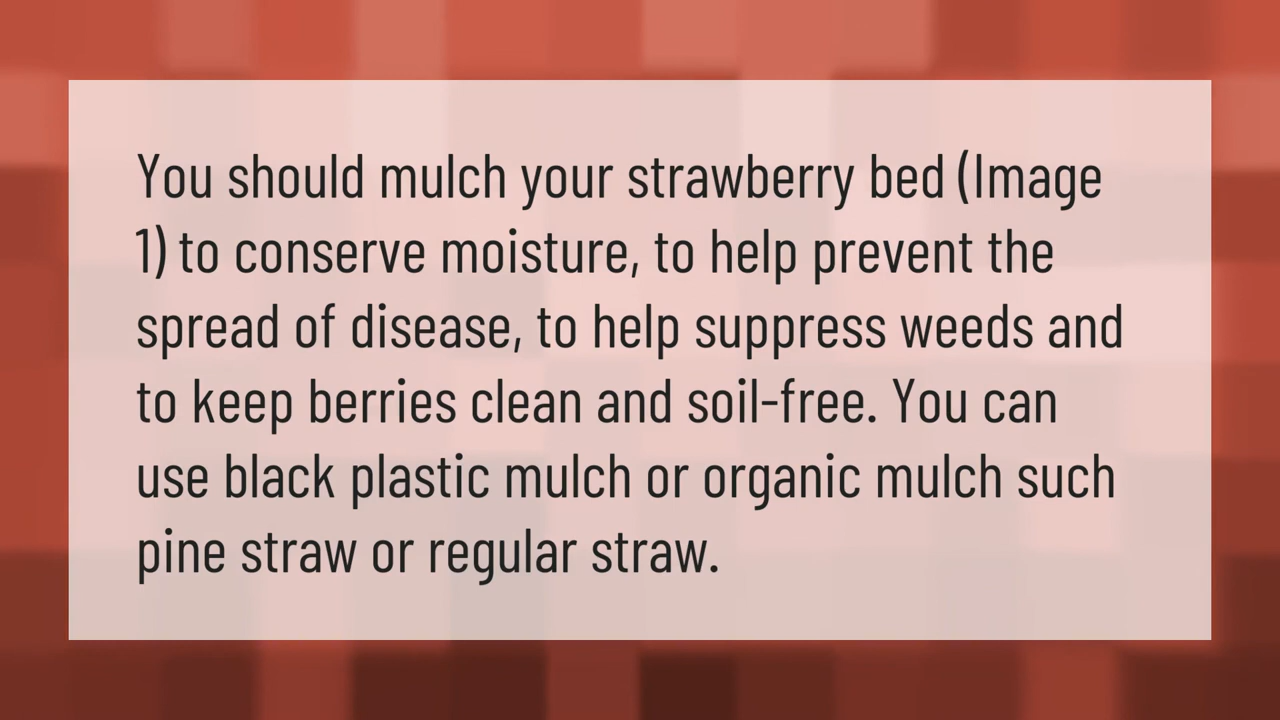 You should mulch your strawberry bed (Image
1) to conserve moisture, to help prevent the
spread of disease, to help suppress weeds and
to keep berries clean and soil-free. You can
use black plastic mulch or organic mulch such
pine straw or regular straw.